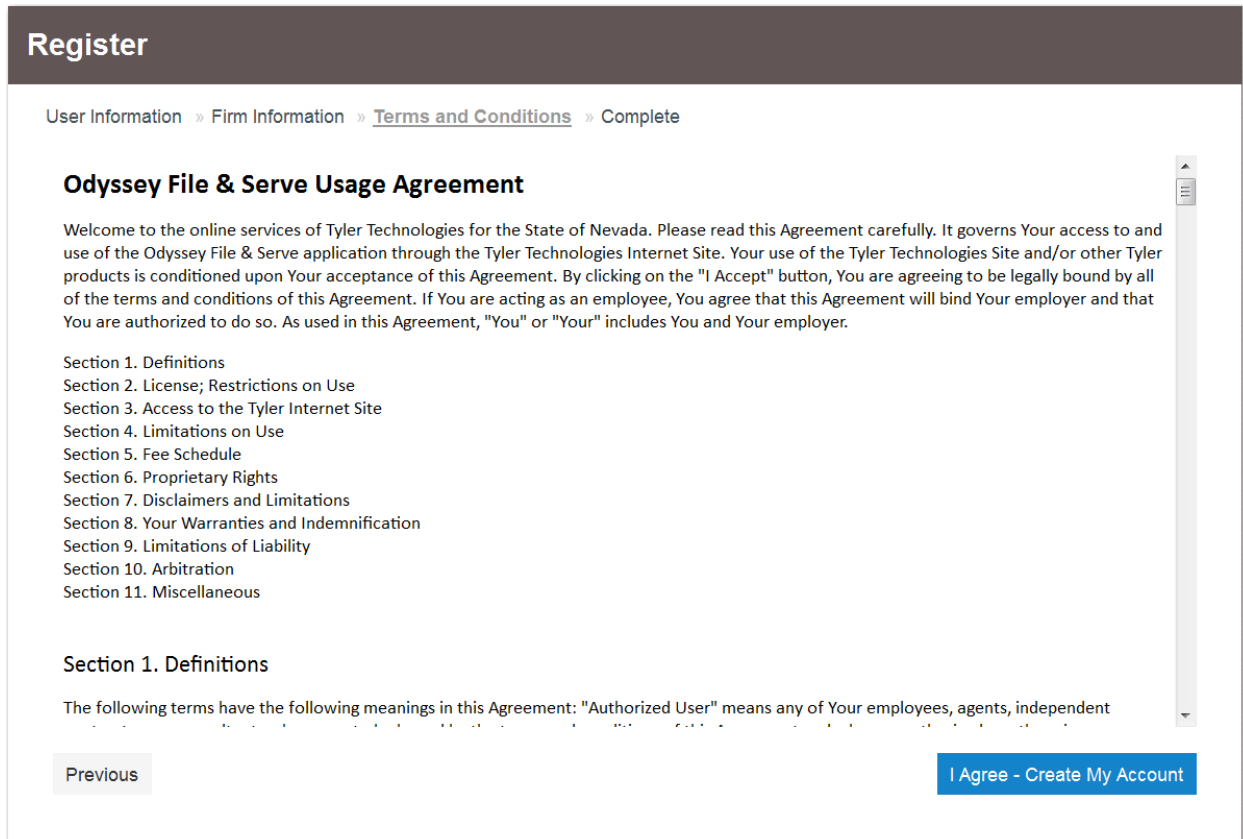 Register
User Information » Firm Information » Terms and Conditions » Complete
Odyssey File & Serve Usage Agreement
Welcome to the online services of Tyler Technologies for the State of Nevada. Please read this Agreement carefully. It governs Your access to and
use of the Odyssey File & Serve application through the Tyler Technologies Internet Site. Your use of the Tyler Technologies Site and/or other Tyler
products is conditioned upon Your acceptance of this Agreement. By clicking on the "I Accept" button, You are agreeing to be legally bound by all
of the terms and conditions of this Agreement. If You are acting as an employee, You agree that this Agreement will bind Your employer and that
You are authorized to do so. As used in this Agreement, "You" or "Your" includes You and Your employer.
Section 1. Definitions
Section 2. License; Restrictions on Use
Section 3. Access to the Tyler Internet Site
Section 4. Limitations on Use
Section 5. Fee Schedule
Section 6. Proprietary Rights
Section 7. Disclaimers and Limitations
Section 8. Your Warranties and Indemnification
Section 9. Limitations of Liability
Section 10. Arbitration
Section 11. Miscellaneous
Section 1. Definitions
The following terms have the following meanings in this Agreement: "Authorized User" means any of Your employees, agents, independent
Previous
I Agree - Create My Account